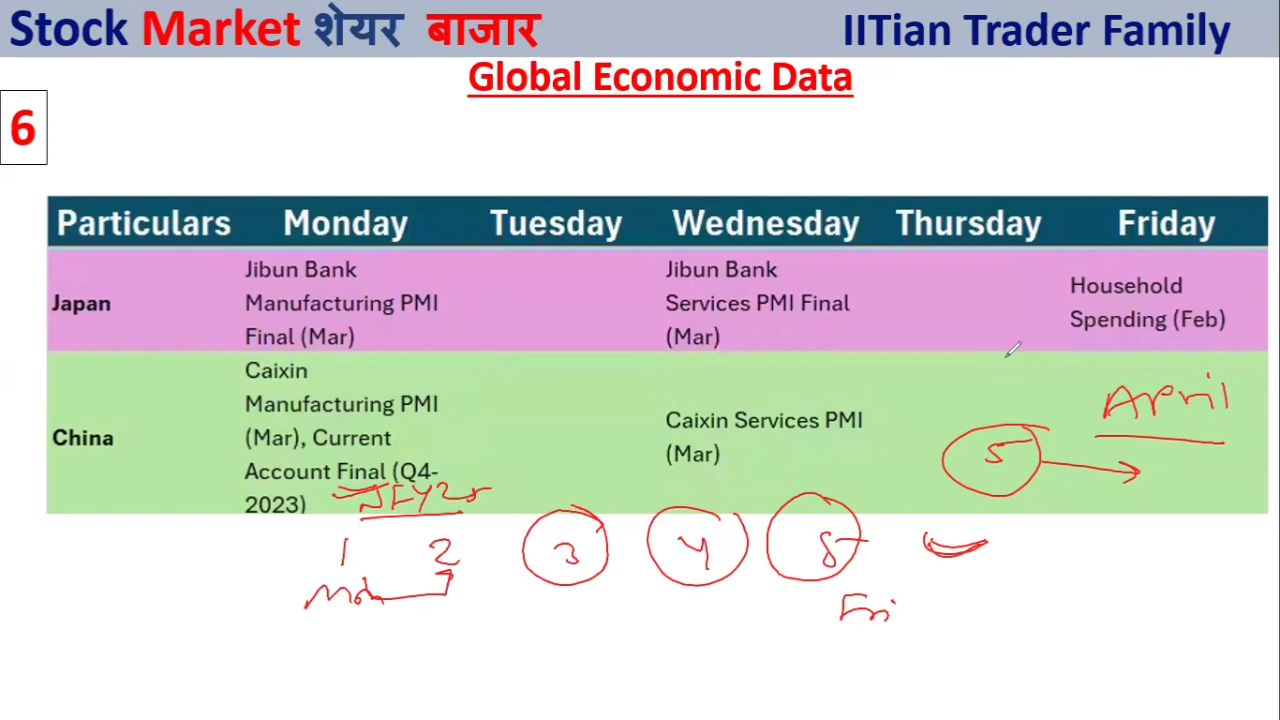 Stock Market शेयर बाजार IITian Trader Family
Global Economic Data
6
Particulars Monday Tuesday Wednesday Thursday Friday
Japan
Jibun Bank
Manufacturing PMI
Final (Mar)
Jibun Bank
Services PMI Final
(Mar)
Household
Spending (Feb)
China
Caixin
Manufacturing PMI
(Mar), Current
Account Final (Q4-
2023)
Caixin Services PMI
(Mar)
April
5
1 2 3 4 5
Mon
Fri